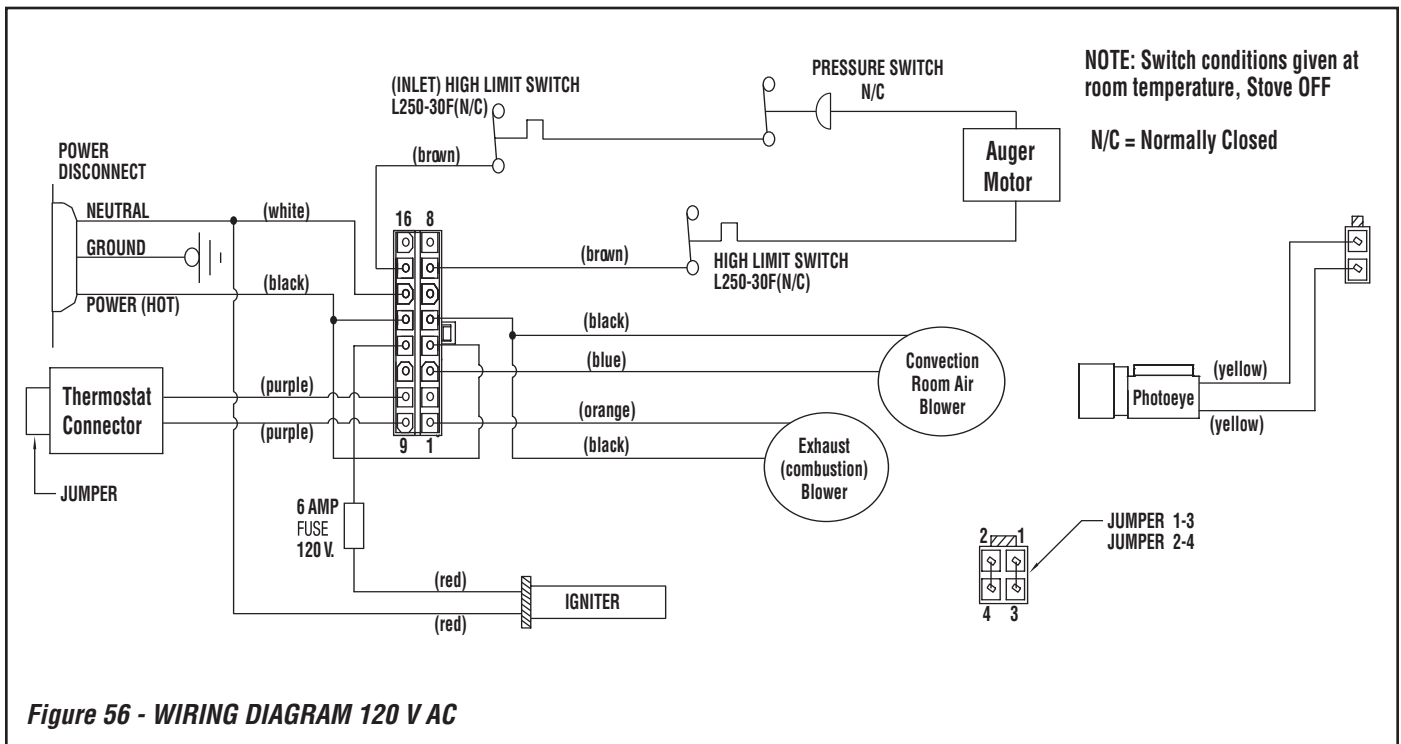 NOTE: Switch conditions given at
room temperature, Stove OFF
N/C = Normally Closed
(INLET) HIGH LIMIT SWITCH
L250-30F(N/C)
PRESSURE SWITCH
N/C
(brown)
Auger
Motor
POWER
DISCONNECT
NEUTRAL
(white)
GROUND
(black)
POWER (HOT)
16 8
(brown)
HIGH LIMIT SWITCH
L250-30F(N/C)
(black)
(blue)
Convection
Room Air
Blower
Thermostat
Connector
(purple)
(purple)
JUMPER
9 1
(orange)
(black)
Exhaust
(combustion)
Blower
(yellow)
Photoeye
(yellow)
6 AMP
FUSE
120 V.
(red)
(red)
IGNITER
2 1
4 3
JUMPER 1-3
JUMPER 2-4
Figure 56 - WIRING DIAGRAM 120 V AC